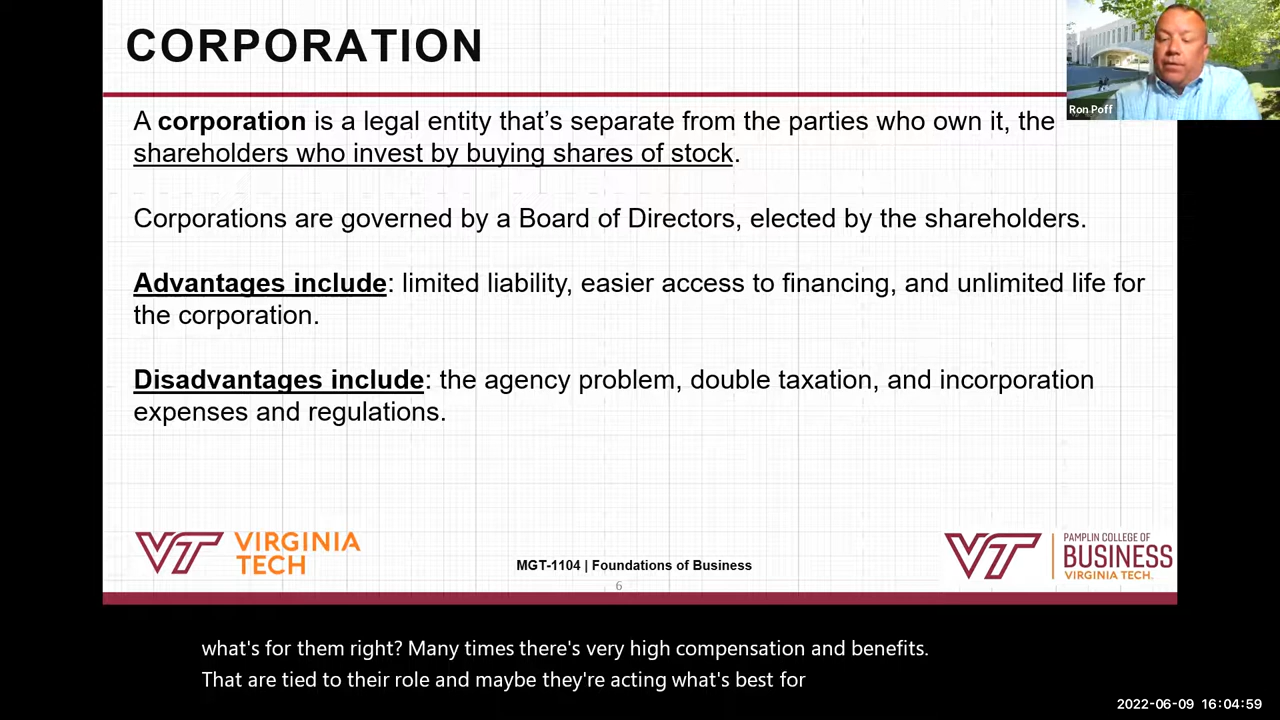 CORPORATION
Ron Poff
A corporation is a legal entity that’s separate from the parties who own it, the
shareholders who invest by buying shares of stock.
Corporations are governed by a Board of Directors, elected by the shareholders.
Advantages include: limited liability, easier access to financing, and unlimited life for
the corporation.
Disadvantages include: the agency problem, double taxation, and incorporation
expenses and regulations.
VT VIRGINIA
TECH
MGT-1104 | Foundations of Business
6
VT
PAMPLIN COLLEGE OF
BUSINESS
VIRGINIA TECH.
what's for them right? Many times there's very high compensation and benefits.
That are tied to their role and maybe they're acting what's best for
2022-06-09 16:04:59